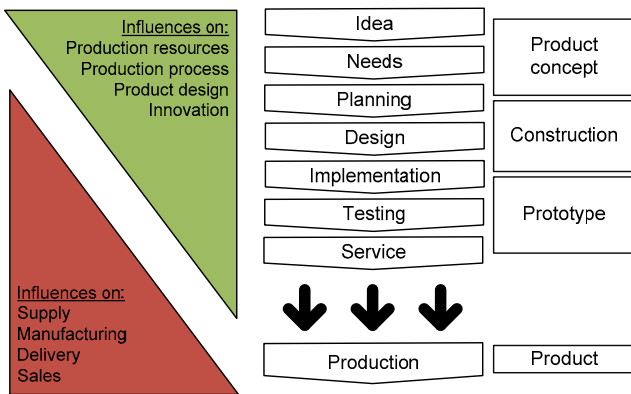 Influences on:
Production resources
Production process
Product design
Innovation
Influences on:
Supply
Manufacturing
Delivery
Sales
Idea
Needs
Planning
Design
Implementation
Testing
Service
Production
Product
concept
Construction
Prototype
Product